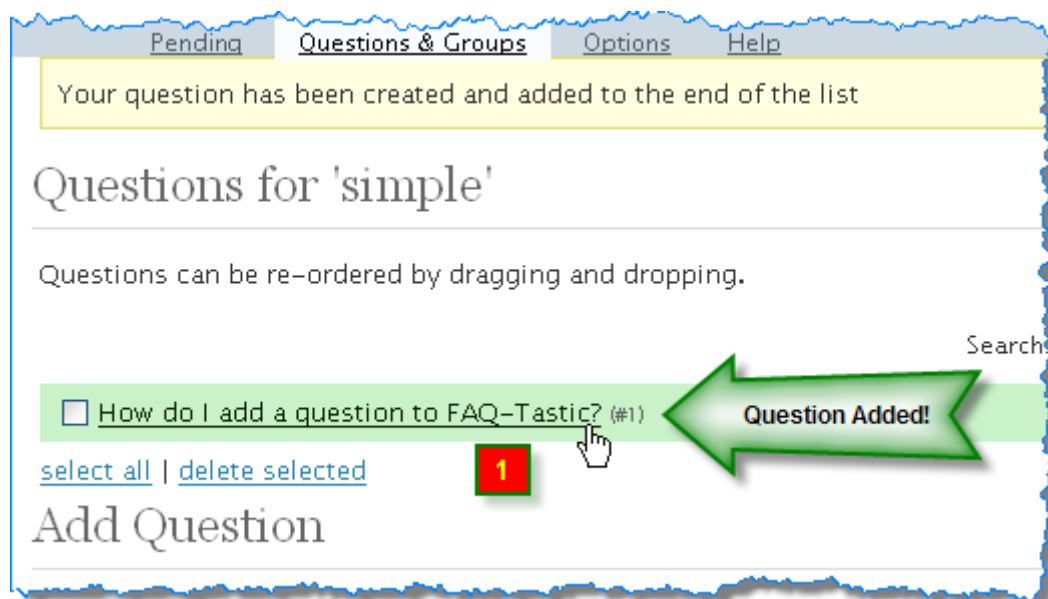 Pending Questions & Groups Options Help
Your question has been created and added to the end of the list
Questions for 'simple'
Questions can be re-ordered by dragging and dropping.
Search
How do I add a question to FAQ-Tastic? (#1) Question Added!
select all | delete selected
1
Add Question